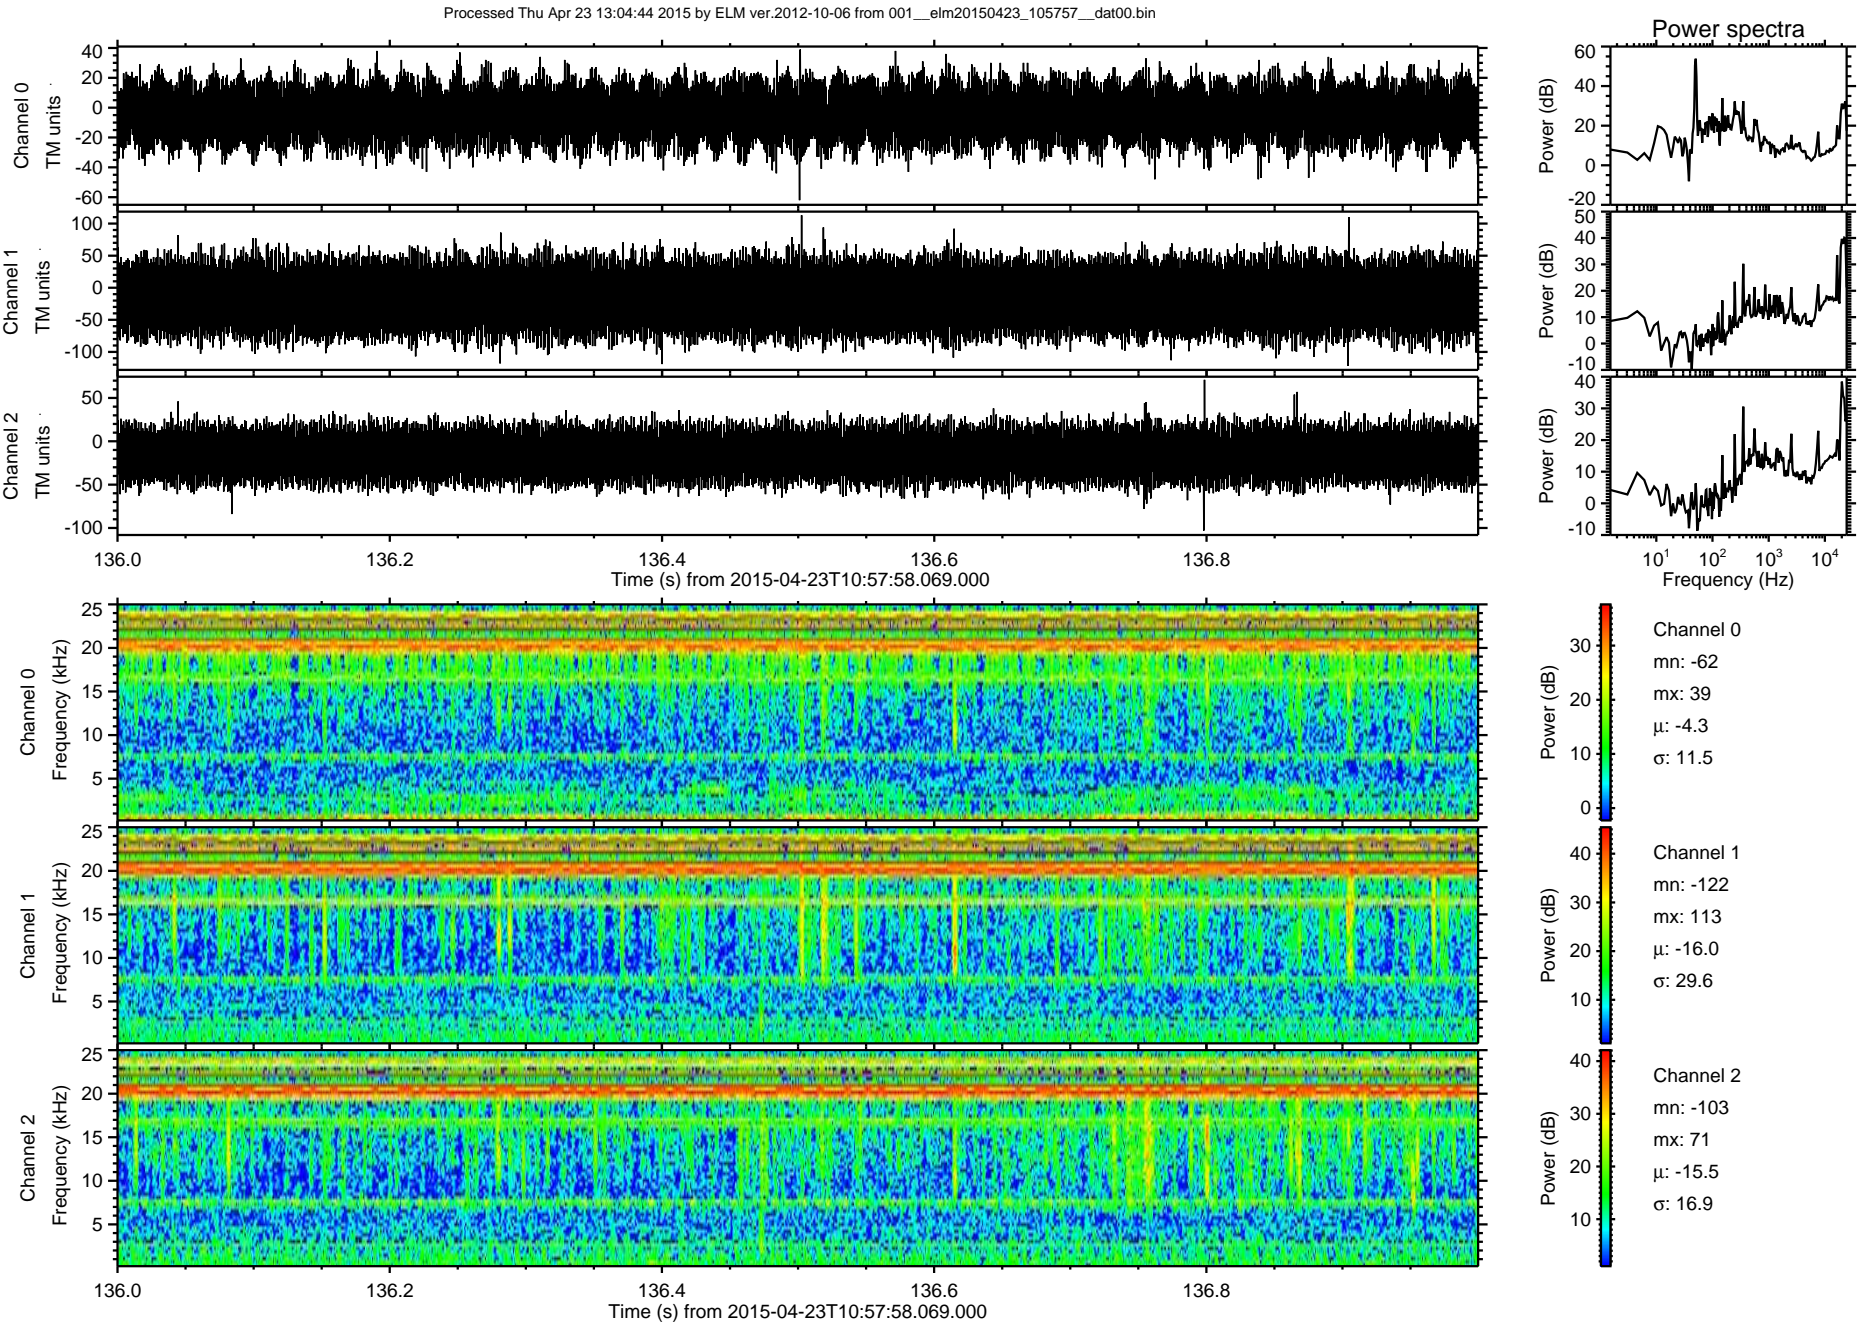 Processed Thu Apr 23 13:04:44 2015 by ELM ver.2012-10-06 from 001__elm20150423_105757__dat00.bin
Power spectra
Channel 0
TM units
40
20
0
-20
-40
-60
Power (dB)
60
40
20
0
-20
Channel 1
TM units
100
50
0
-50
-100
Power (dB)
50
40
30
20
10
0
-10
Channel 2
TM units
50
0
-50
-100
Power (dB)
40
30
20
10
0
-10
136.0 136.2 136.4 136.6 136.8
Time (s) from 2015-04-23T10:57:58.069.000
10¹ 10² 10³ 10⁴
Frequency (Hz)
Channel 0
Frequency (kHz)
25
20
15
10
5
Power (dB)
30
20
10
0
Channel 0
mn: -62
mx: 39
μ: -4.3
σ: 11.5
Channel 1
Frequency (kHz)
25
20
15
10
5
Power (dB)
40
30
20
10
Channel 1
mn: -122
mx: 113
μ: -16.0
σ: 29.6
Channel 2
Frequency (kHz)
25
20
15
10
5
Power (dB)
40
30
20
10
Channel 2
mn: -103
mx: 71
μ: -15.5
σ: 16.9
136.0 136.2 136.4 136.6 136.8
Time (s) from 2015-04-23T10:57:58.069.000